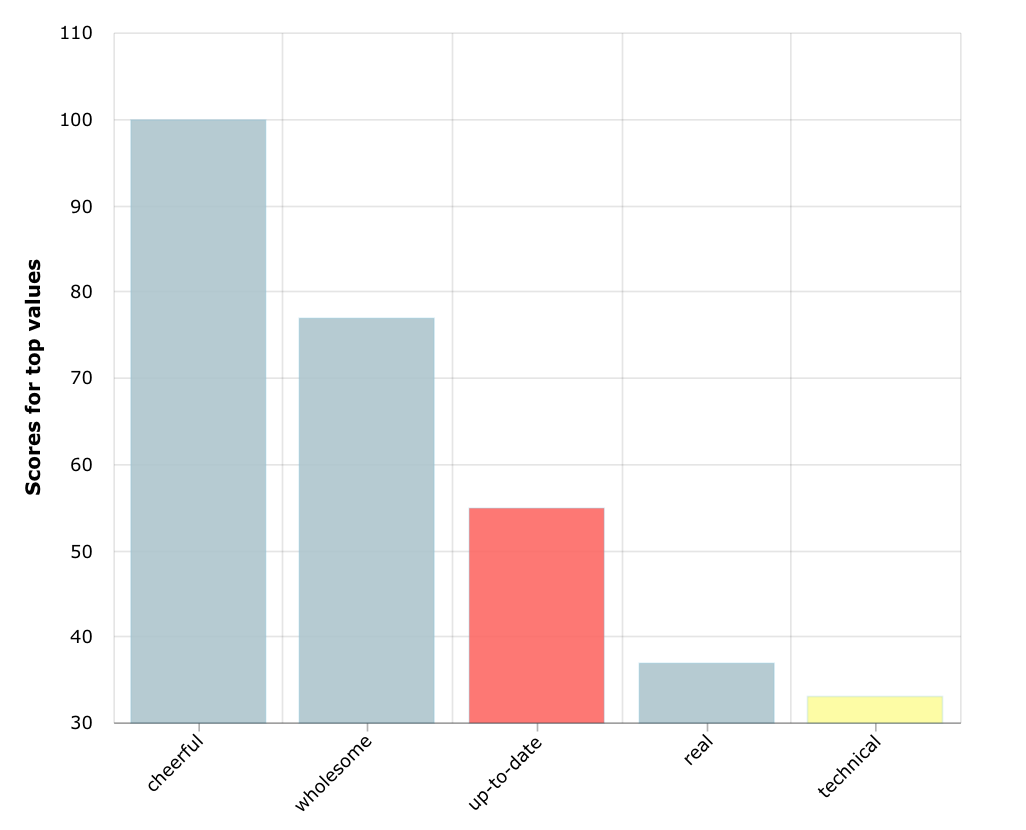 110
100
90
80
70
60
50
40
30
Scores for top values
cheerful
wholesome
up-to-date
real
technical